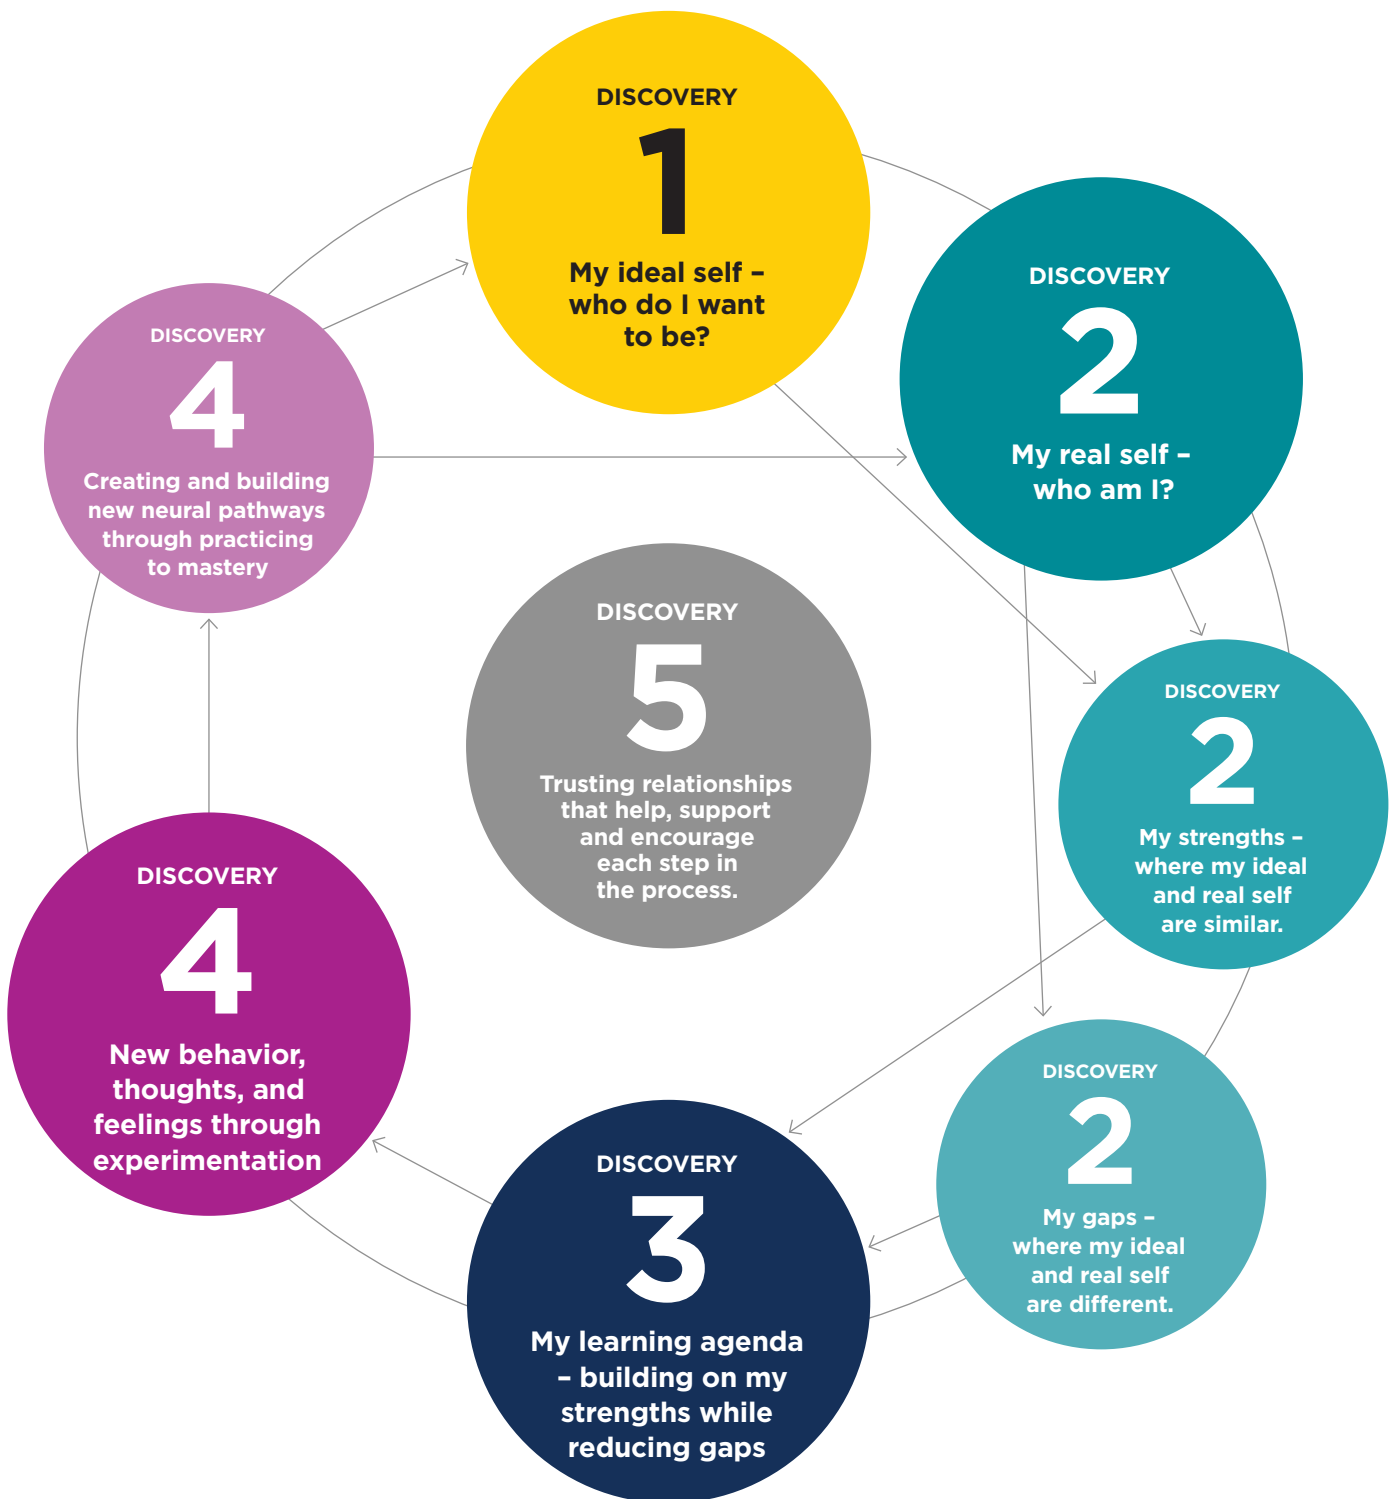 DISCOVERY
1
My ideal self –
who do I want
to be?
DISCOVERY
2
My real self –
who am I?
DISCOVERY
2
My strengths –
where my ideal
and real self
are similar.
DISCOVERY
2
My gaps –
where my ideal
and real self
are different.
DISCOVERY
3
My learning agenda
– building on my
strengths while
reducing gaps
DISCOVERY
4
New behavior,
thoughts, and
feelings through
experimentation
DISCOVERY
4
Creating and building
new neural pathways
through practicing
to mastery
DISCOVERY
5
Trusting relationships
that help, support
and encourage
each step in
the process.